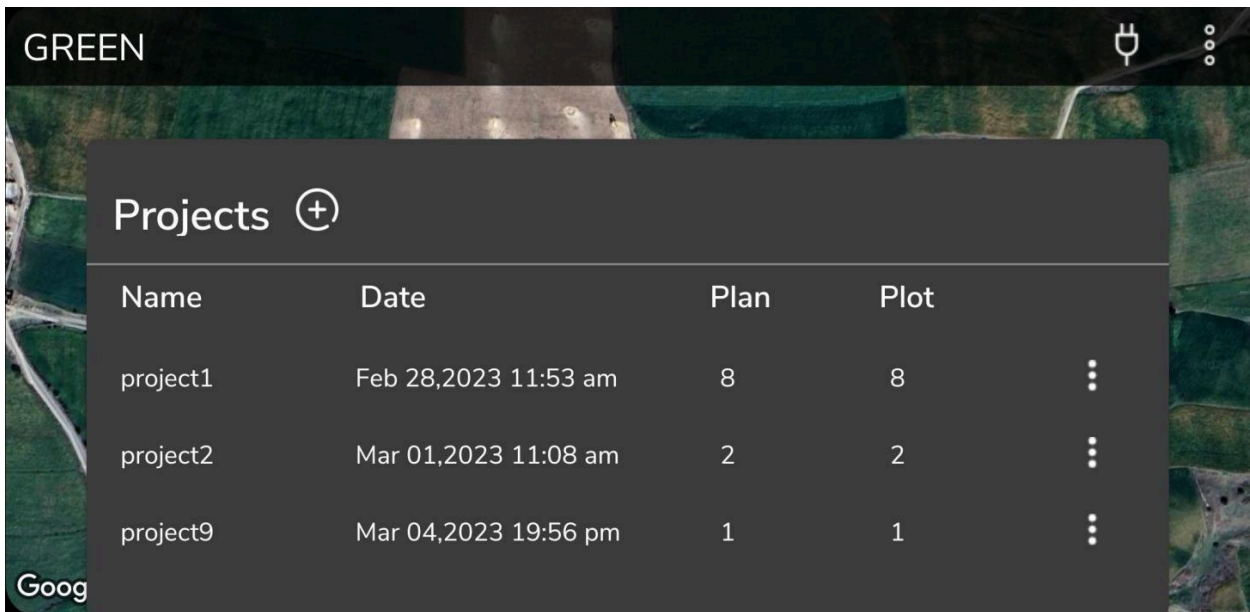 GREEN
Projects
Name Date Plan Plot
project1 Feb 28,2023 11:53 am 8 8
project2 Mar 01,2023 11:08 am 2 2
project9 Mar 04,2023 19:56 pm 1 1
Goog